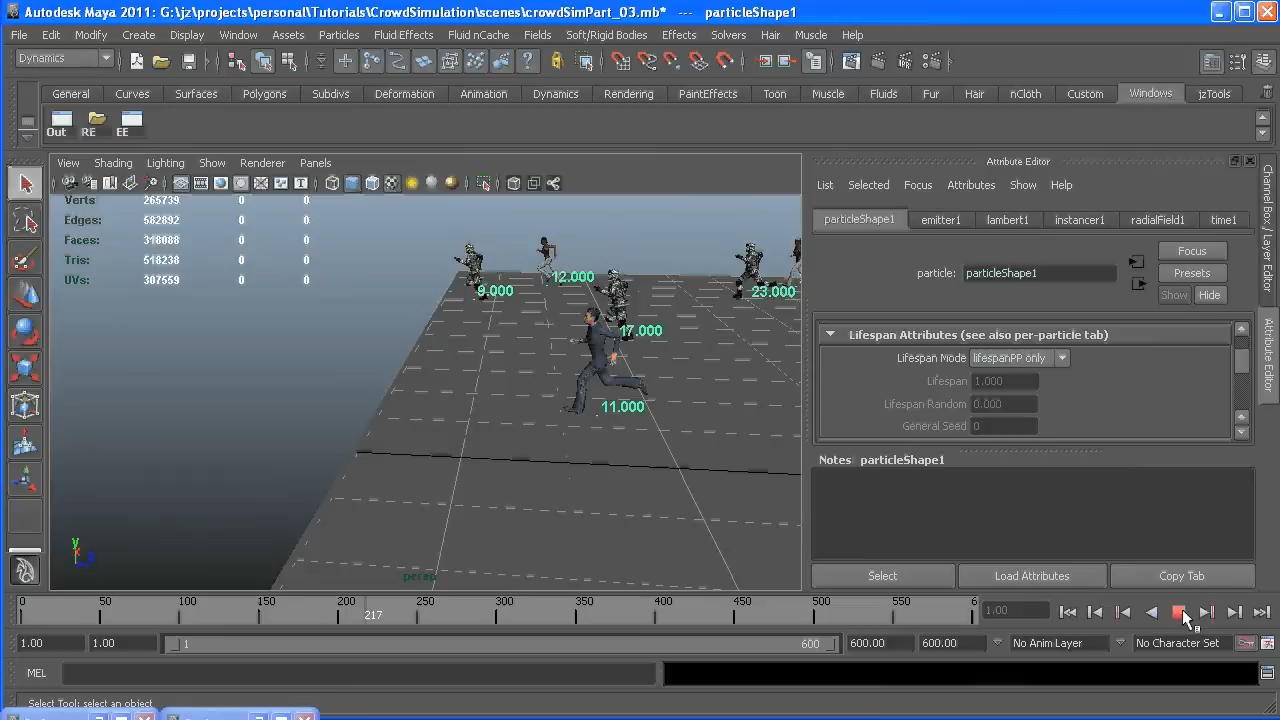 Autodesk Maya 2011: G:\jz\projects\personal\Tutorials\CrowdSimulation\scenes\crowdSimPart_03.mb* --- particleShape1
File Edit Modify Create Display Window Assets Particles Fluid Effects Fluid nCache Fields Soft/Rigid Bodies Effects Solvers Hair Muscle Help
Dynamics
General Curves Surfaces Polygons Subdivs Deformation Animation Dynamics Rendering PaintEffects Toon Muscle Fluids Fur Hair nCloth Custom Windows jzTools
Out RE EE
View Shading Lighting Show Renderer Panels
Attribute Editor
List Selected Focus Attributes Show Help
particleShape1 emitter1 lambert1 instancer1 radialField1 time1
Verts 265739 0 0
Edges: 582892 0 0
Faces: 318088 0 0
Tris: 518238 0 0
UVs: 307559 0 0
9.000
12.000
17.000
23.000
11.000
persp
y
x
z
Focus
particle: particleShape1
Presets
Show Hide
Lifespan Attributes (see also per-particle tab)
Lifespan Mode lifespanPP only
Lifespan 1.000
Lifespan Random 0.000
General Seed 0
Notes particleShape1
Select Load Attributes Copy Tab
Channel Box / Layer Editor
Attribute Editor
0 50 100 150 200 250 300 350 400 450 500 550 6
217
1.00
1.00 1.00 1 600 600.00 600.00 No Anim Layer No Character Set
MEL
Select Tool: select an object